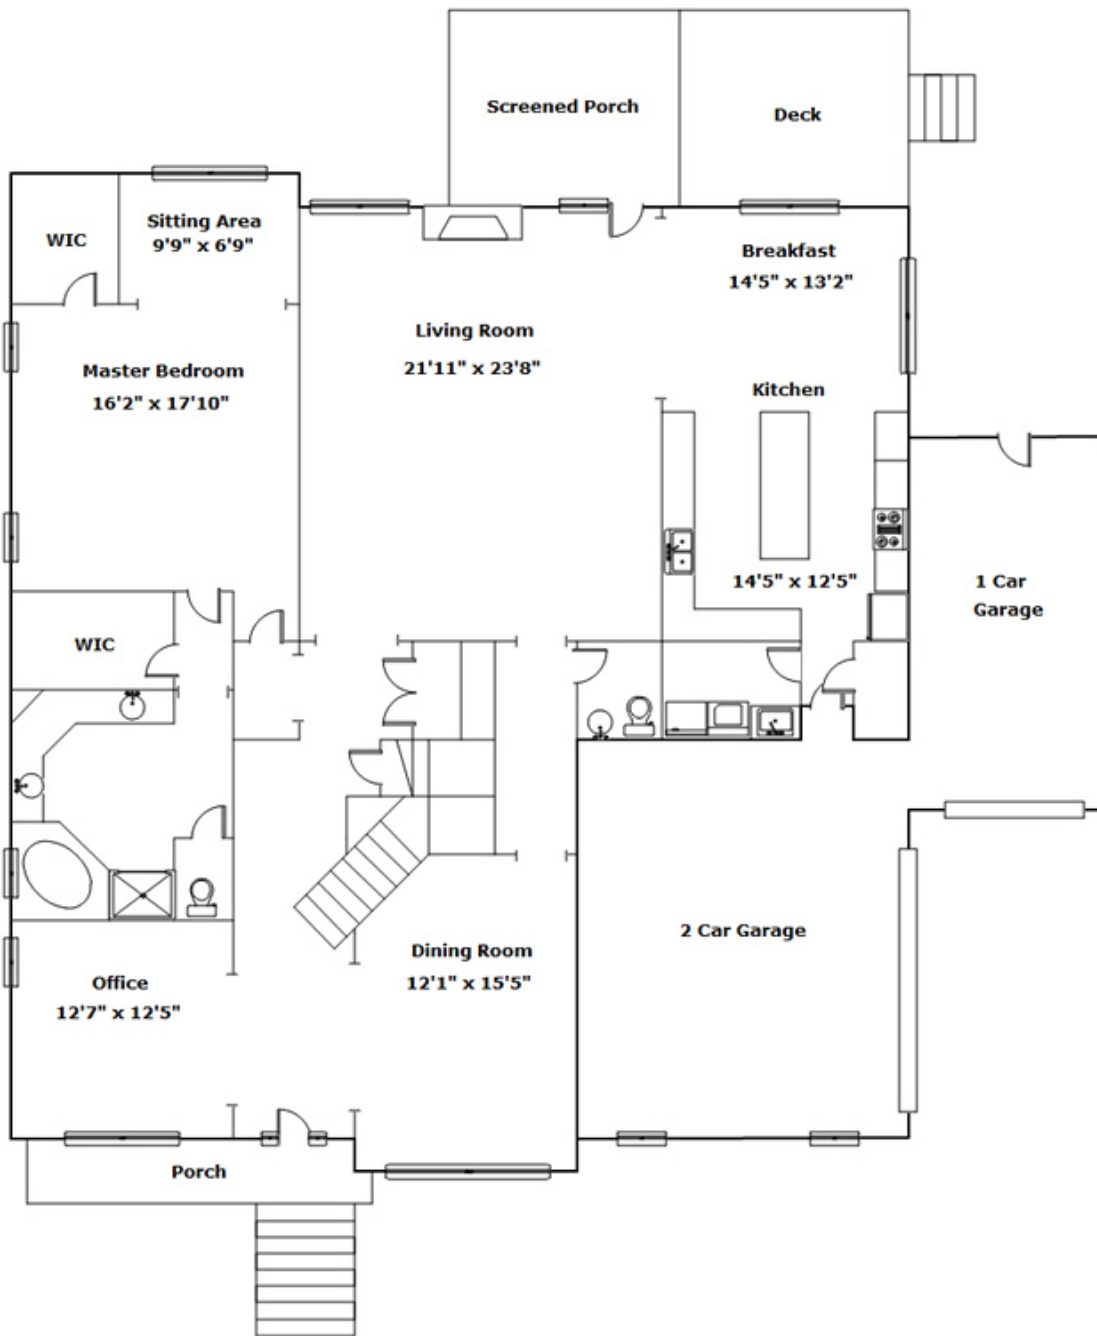 Screened Porch
Deck
Sitting Area
9'9" x 6'9"
WIC
Breakfast
14'5" x 13'2"
Living Room
21'11" x 23'8"
Master Bedroom
16'2" x 17'10"
Kitchen
14'5" x 12'5"
1 Car
Garage
WIC
2 Car Garage
Dining Room
12'1" x 15'5"
Office
12'7" x 12'5"
Porch